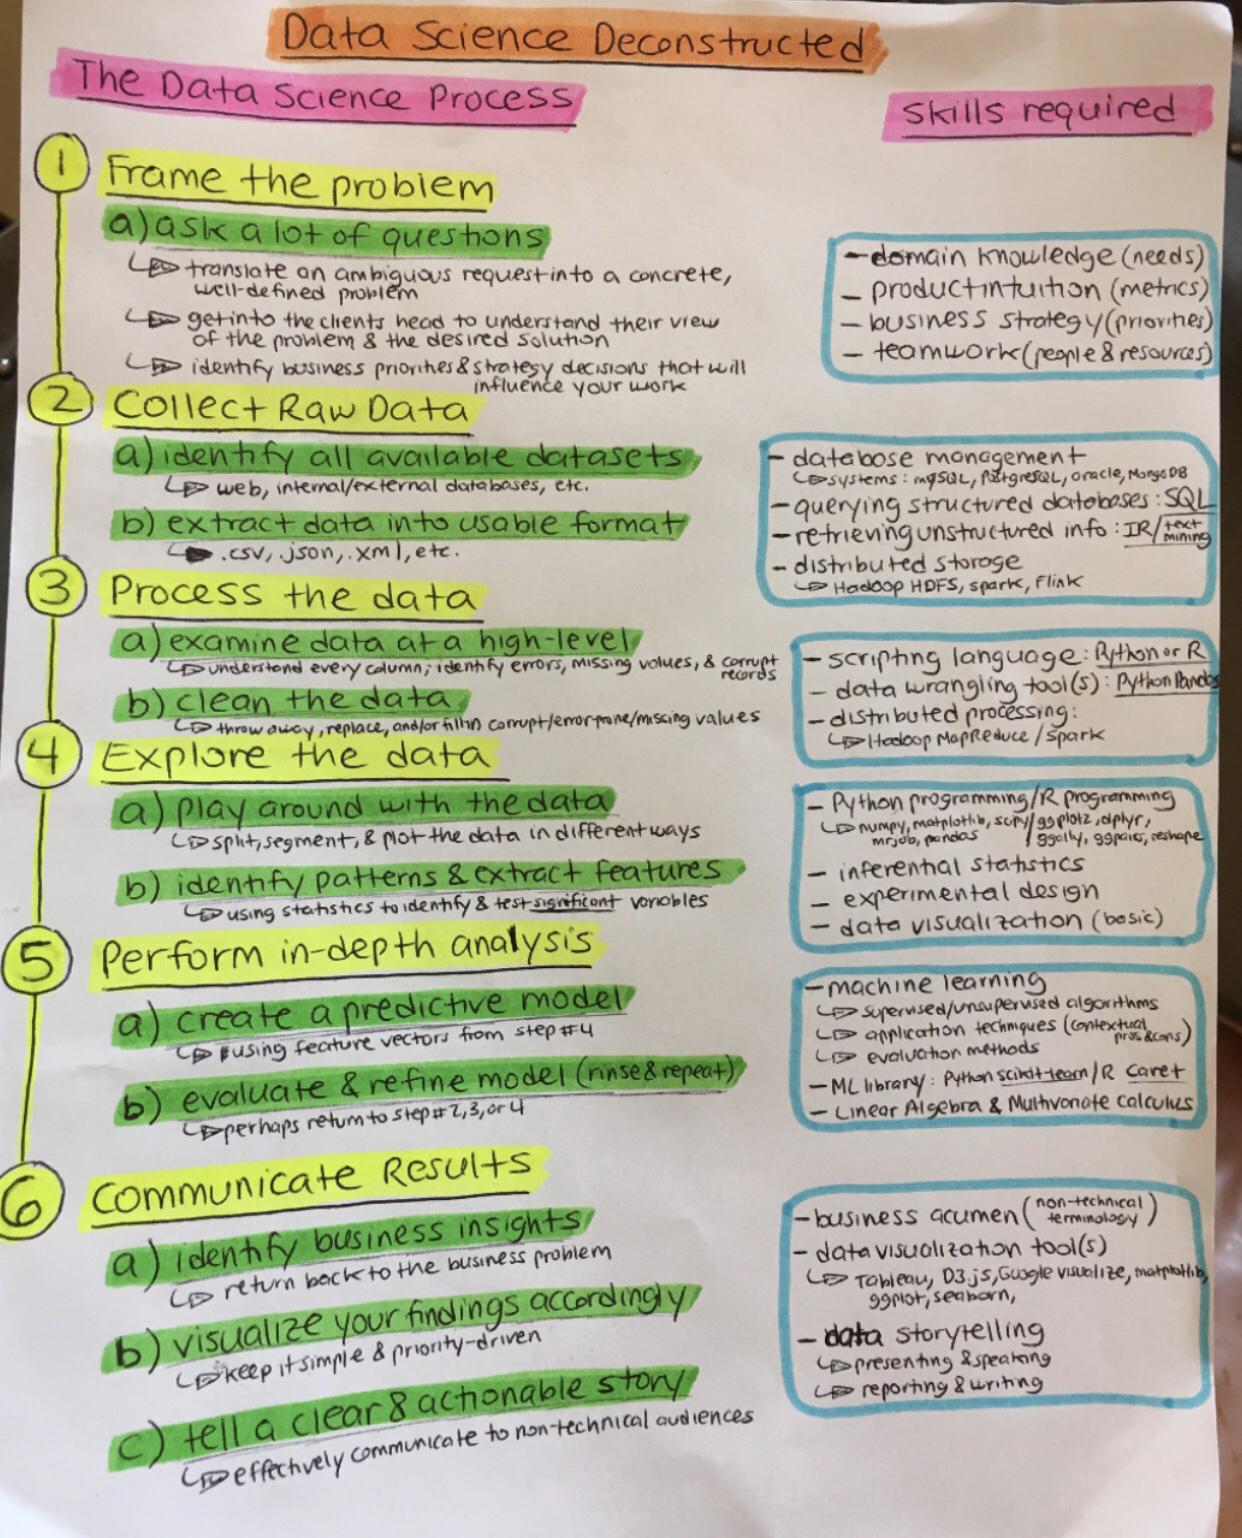 Data Science Deconstructed
The Data Science Process
Skills required
1 Frame the problem
a) ask a lot of questions
translate an ambiguous request into a concrete,
well-defined problem
get into the clients head to understand their view
of the problem & the desired solution
identify business priorities & strategy decisions that will
influence your work
- domain knowledge (needs)
- product intuition (metrics)
- business strategy (priorities)
- teamwork (people & resources)
2 Collect Raw Data
a) identify all available datasets
web, internal/external databases, etc.
b) extract data into usable format
.csv, .json, .xml, etc.
- database management
systems: mySQL, PostgreSQL, Oracle, MongoDB
- querying structured databases: SQL
- retrieving unstructured info: IR/text
mining
- distributed storage
Hadoop HDFS, spark, Flink
3 Process the data
a) examine data at a high-level
understand every column; identify errors, missing values, & corrupt
records
b) clean the data
throw away, replace, and/or fill in corrupt/error prone/missing values
- scripting language: Python or R
- data wrangling tool(s): Python Pandas
- distributed processing:
Hadoop MapReduce / Spark
4 Explore the data
a) play around with the data
split, segment, & plot the data in different ways
b) identify patterns & extract features
using statistics to identify & test significant variables
- Python programming/R programming
numpy, matplotlib, scipy/ggplot2, dplyr,
mrjob, pandas / ggally, ggpairs, reshape
- inferential statistics
- experimental design
- data visualization (basic)
5 Perform in-depth analysis
a) create a predictive model
using feature vectors from step #4
b) evaluate & refine model (rinse & repeat)
perhaps return to step #2, 3, or 4
- machine learning
supervised/unsupervised algorithms
application techniques (contextual
pros & cons)
evaluation methods
- ML library: Python scikit-learn / R Caret
- Linear Algebra & Multivariate Calculus
6 Communicate Results
a) identify business insights
return back to the business problem
b) visualize your findings accordingly
keep it simple & priority-driven
c) tell a clear & actionable story
effectively communicate to non-technical audiences
- business acumen (non-technical
terminology)
- data visualization tool(s)
Tableau, D3.js, Google visualize, matplotlib,
ggplot, seaborn,
- data storytelling
presenting & speaking
reporting & writing